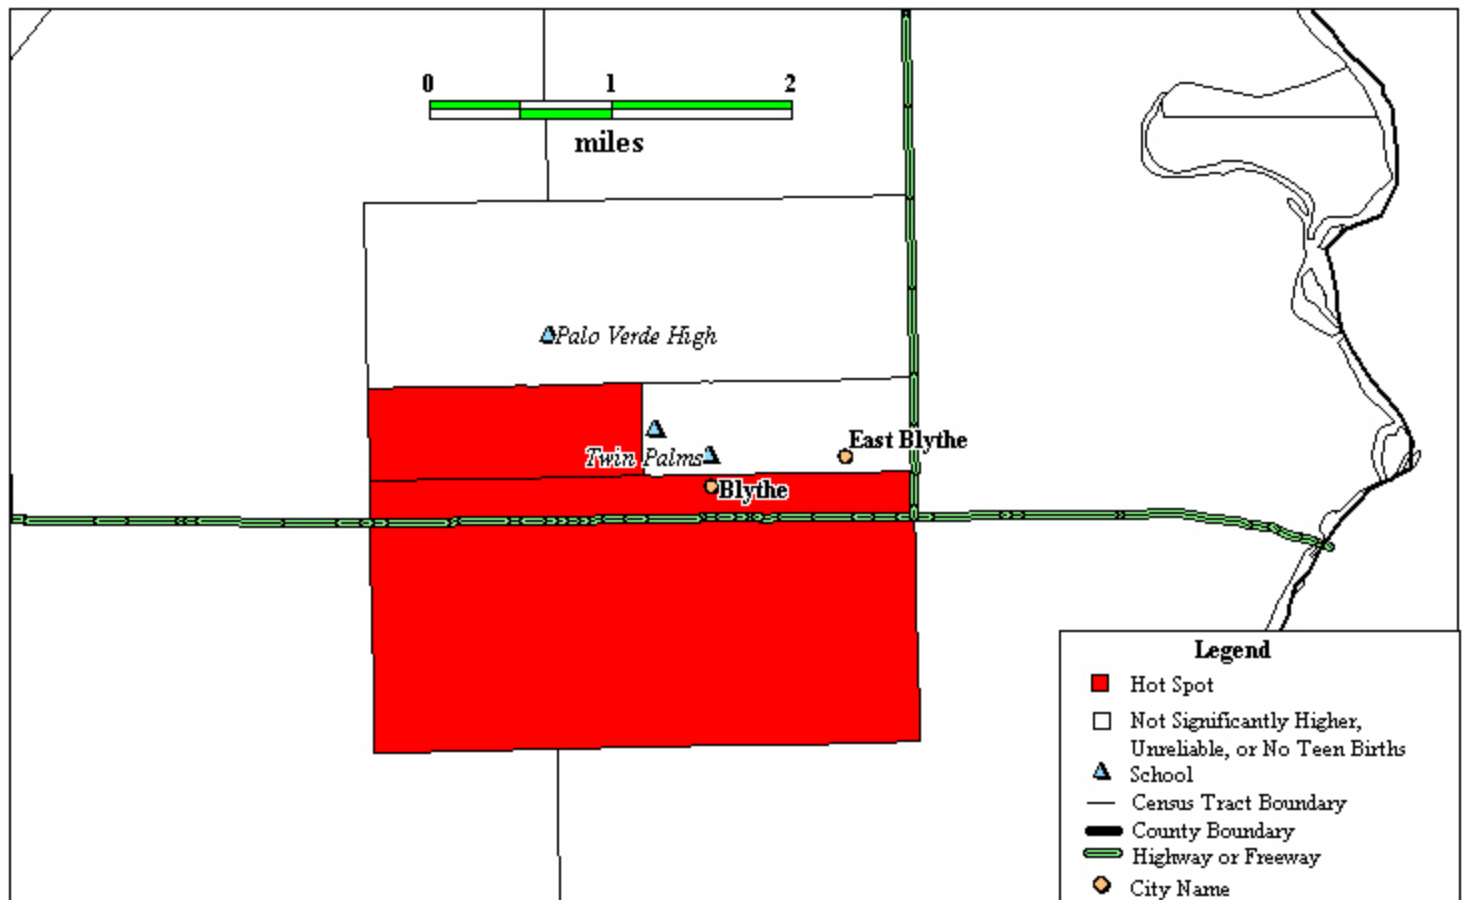 0 1 2
miles
Palo Verde High
East Blythe
Twin Palms
Blythe
Legend
Hot Spot
Not Significantly Higher,
Unreliable, or No Teen Births
School
Census Tract Boundary
County Boundary
Highway or Freeway
City Name